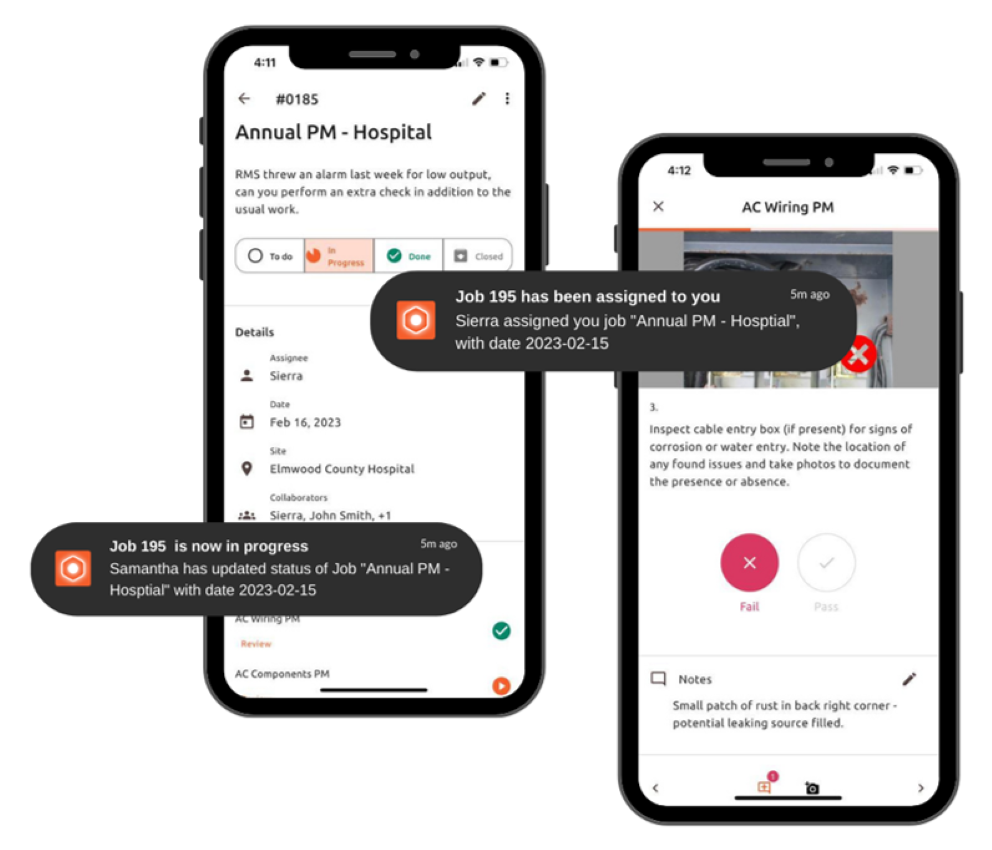 4:11
#0185
Annual PM - Hospital
RMS threw an alarm last week for low output,
can you perform an extra check in addition to the
usual work.
To do
In
Progress
Done
Closed
Details
Assignee
Sierra
Date
Feb 16, 2023
Site
Elmwood County Hospital
Collaborators
Sierra, John Smith, +1
Job 195 is now in progress
5m ago
Samantha has updated status of Job "Annual PM -
Hosptial" with date 2023-02-15
AC Wiring PM
Review
AC Components PM
Job 195 has been assigned to you
5m ago
Sierra assigned you job "Annual PM - Hosptial",
with date 2023-02-15
4:12
AC Wiring PM
3.
Inspect cable entry box (if present) for signs of
corrosion or water entry. Note the location of
any found issues and take photos to document
the presence or absence.
Fail
Pass
Notes
Small patch of rust in back right corner -
potential leaking source filled.
1